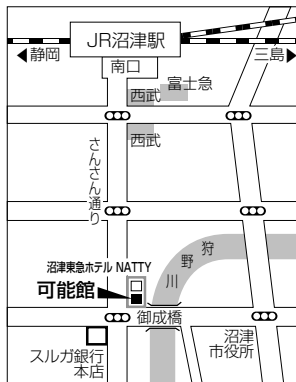 JR沼津駅
◀静岡
三島▶
南口
富士急
西武
西武
さんさん通り
狩野川
沼津東急ホテル NATTY
可能館
御成橋
スルガ銀行
本店
沼津
市役所